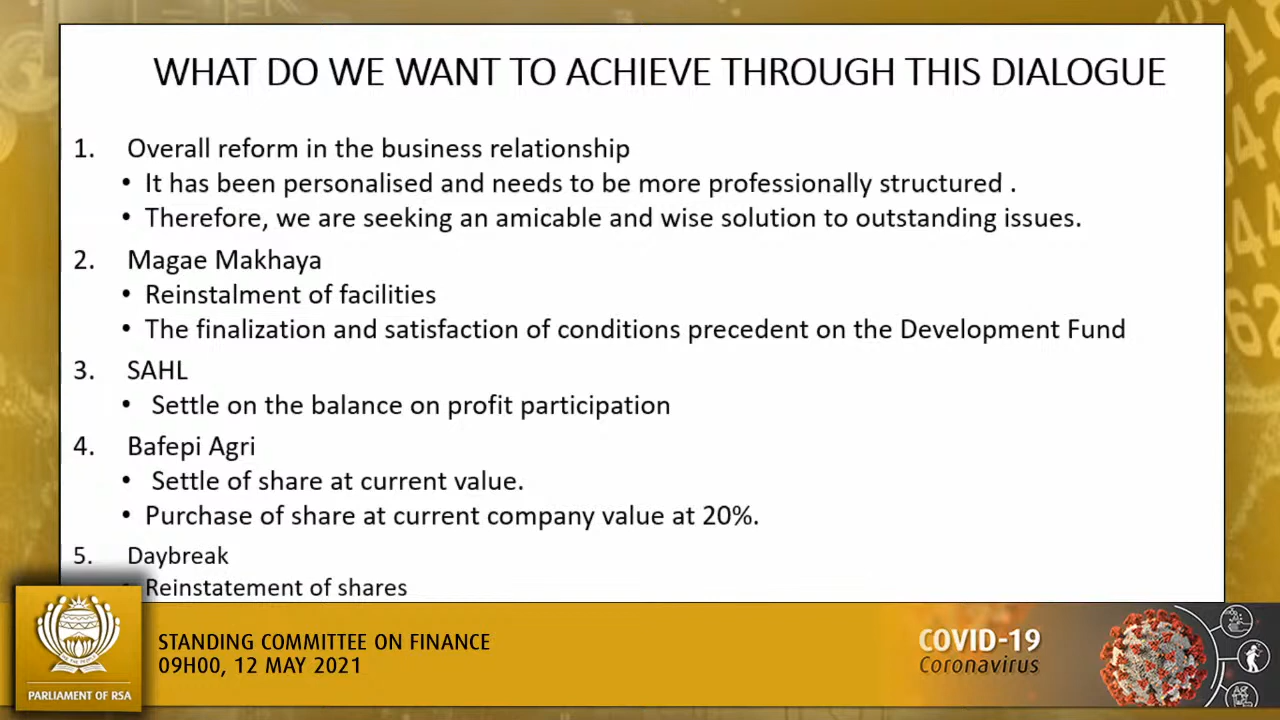 WHAT DO WE WANT TO ACHIEVE THROUGH THIS DIALOGUE
1. Overall reform in the business relationship
• It has been personalised and needs to be more professionally structured .
• Therefore, we are seeking an amicable and wise solution to outstanding issues.
2. Magae Makhaya
• Reinstalment of facilities
• The finalization and satisfaction of conditions precedent on the Development Fund
3. SAHL
• Settle on the balance on profit participation
4. Bafepi Agri
• Settle of share at current value.
• Purchase of share at current company value at 20%.
5. Daybreak
• Reinstatement of shares
STANDING COMMITTEE ON FINANCE
09H00, 12 MAY 2021
PARLIAMENT OF RSA
COVID-19
Coronavirus